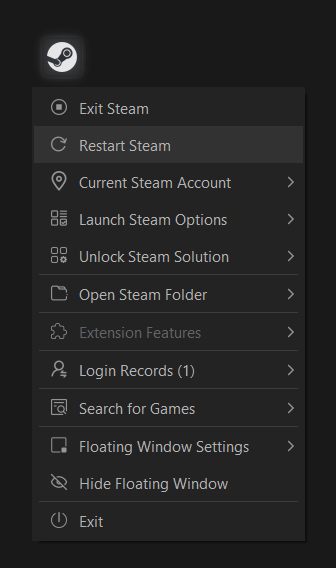 Exit Steam
Restart Steam
Current Steam Account
Launch Steam Options
Unlock Steam Solution
Open Steam Folder
Extension Features
Login Records (1)
Search for Games
Floating Window Settings
Hide Floating Window
Exit